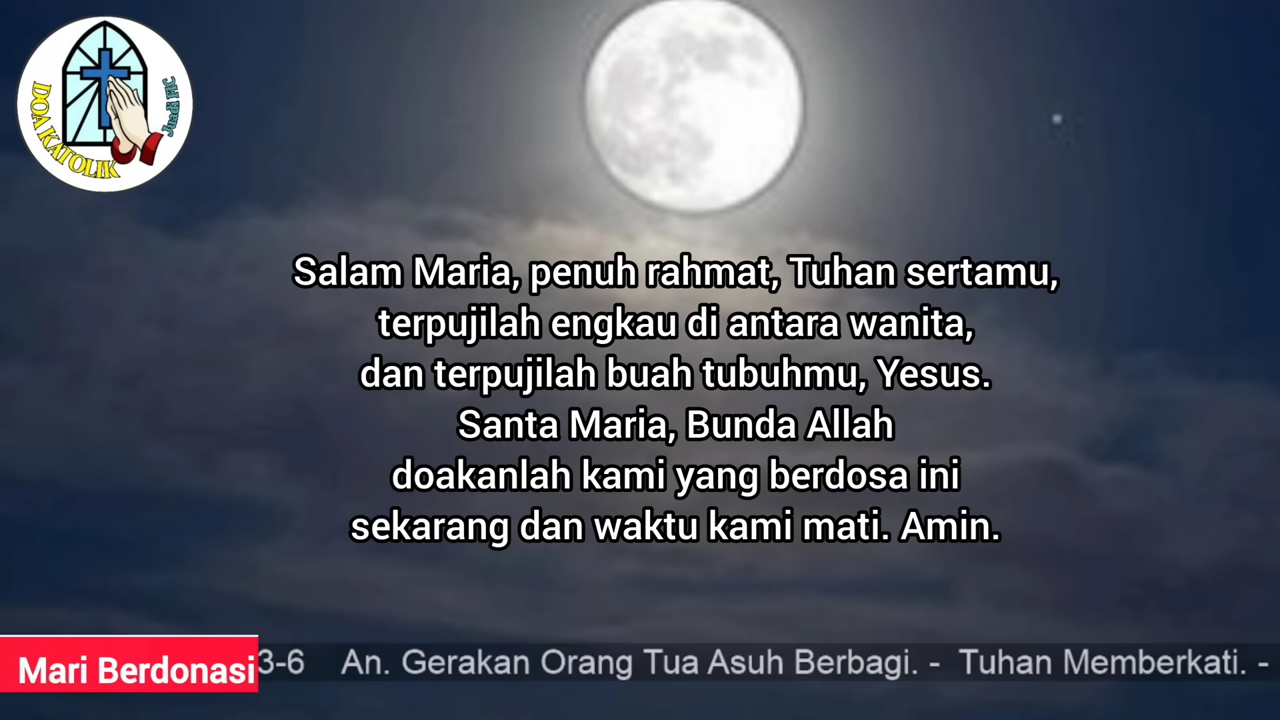 DOA KATOLIK
Juadi FIC
Salam Maria, penuh rahmat, Tuhan sertamu,
terpujilah engkau di antara wanita,
dan terpujilah buah tubuhmu, Yesus.
Santa Maria, Bunda Allah
doakanlah kami yang berdosa ini
sekarang dan waktu kami mati. Amin.
Mari Berdonasi 3-6 An. Gerakan Orang Tua Asuh Berbagi. - Tuhan Memberkati. -